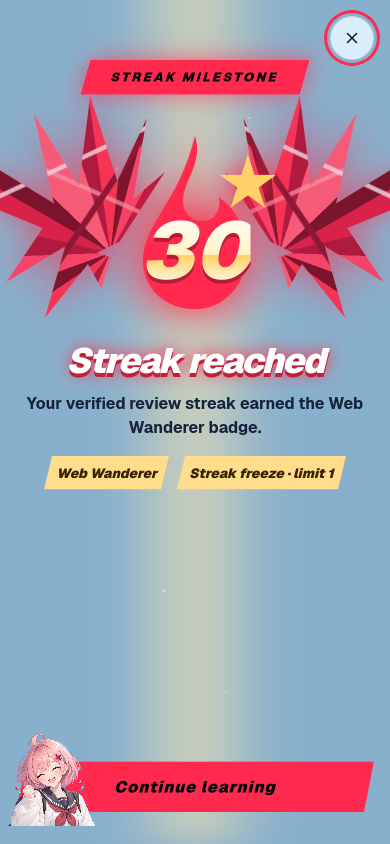 STREAK MILESTONE
30
Streak reached
Your verified review streak earned the Web
Wanderer badge.
Web Wanderer
Streak freeze · limit 1
Continue learning